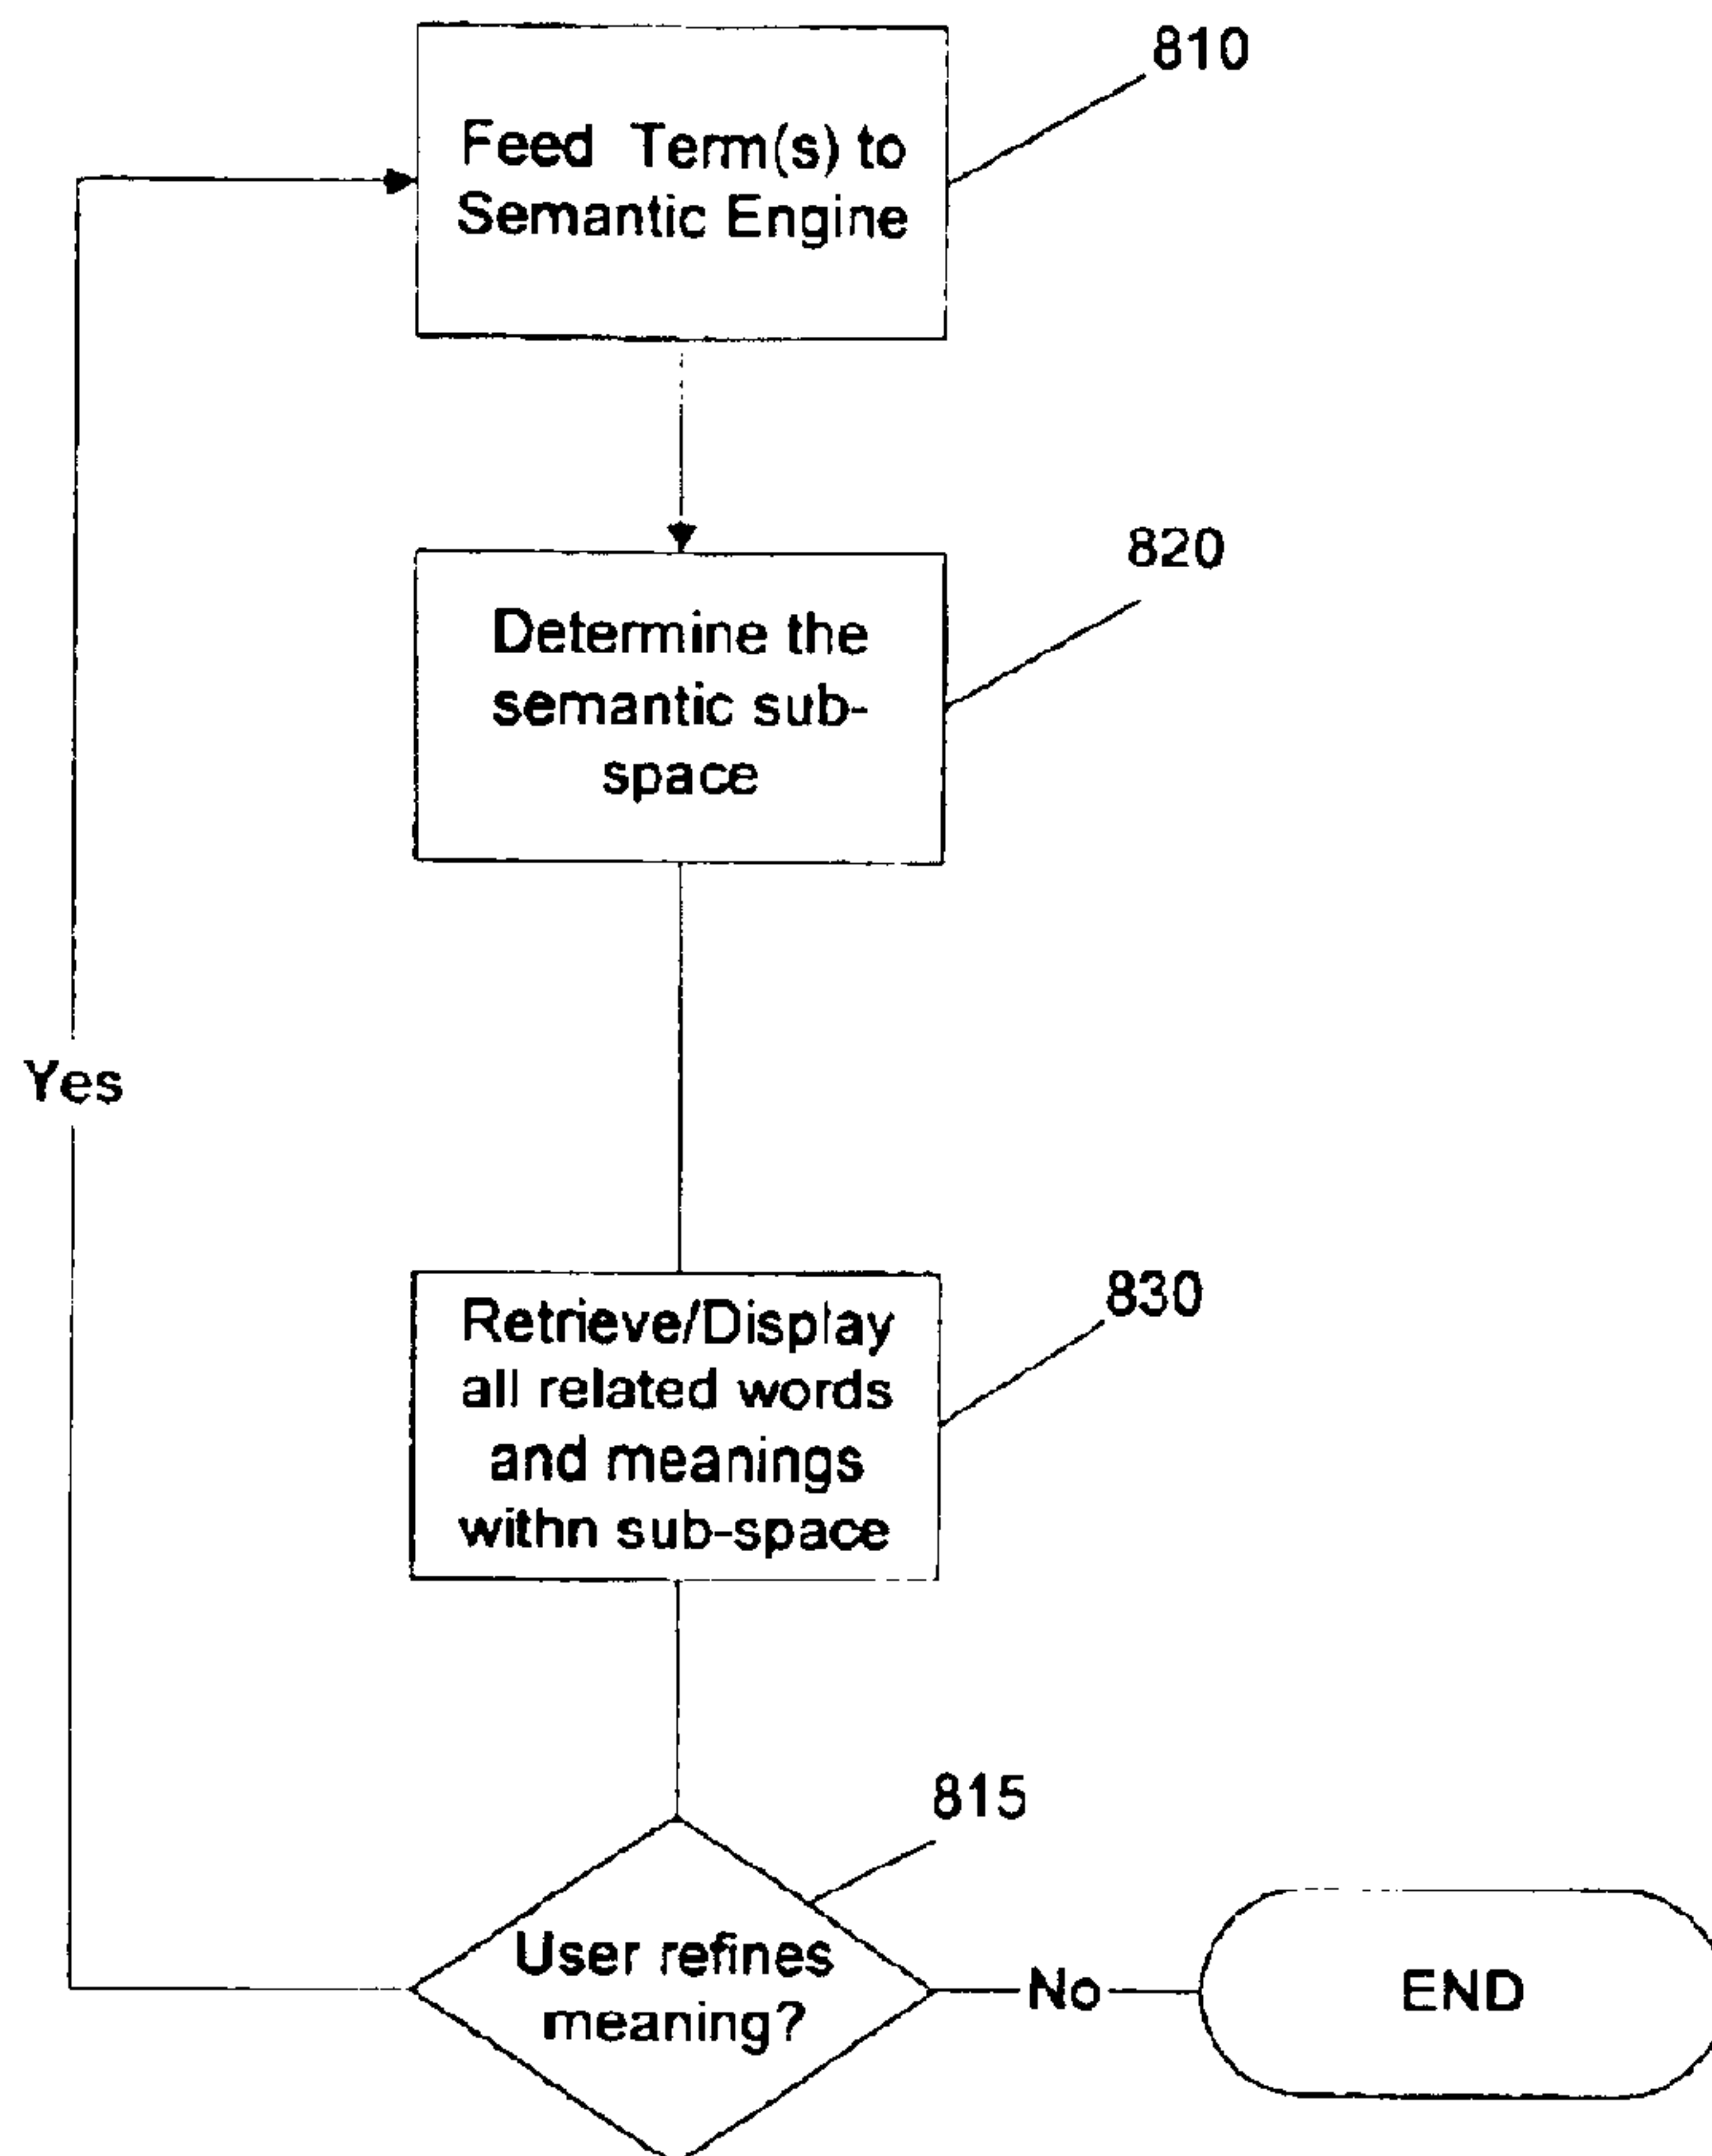 810
Feed Term(s) to
Semantic Engine
820
Determine the
semantic sub-
space
Yes
830
Retrieve/Display
all related words
and meanings
withn sub-space
815
User refines
meaning?
No
END